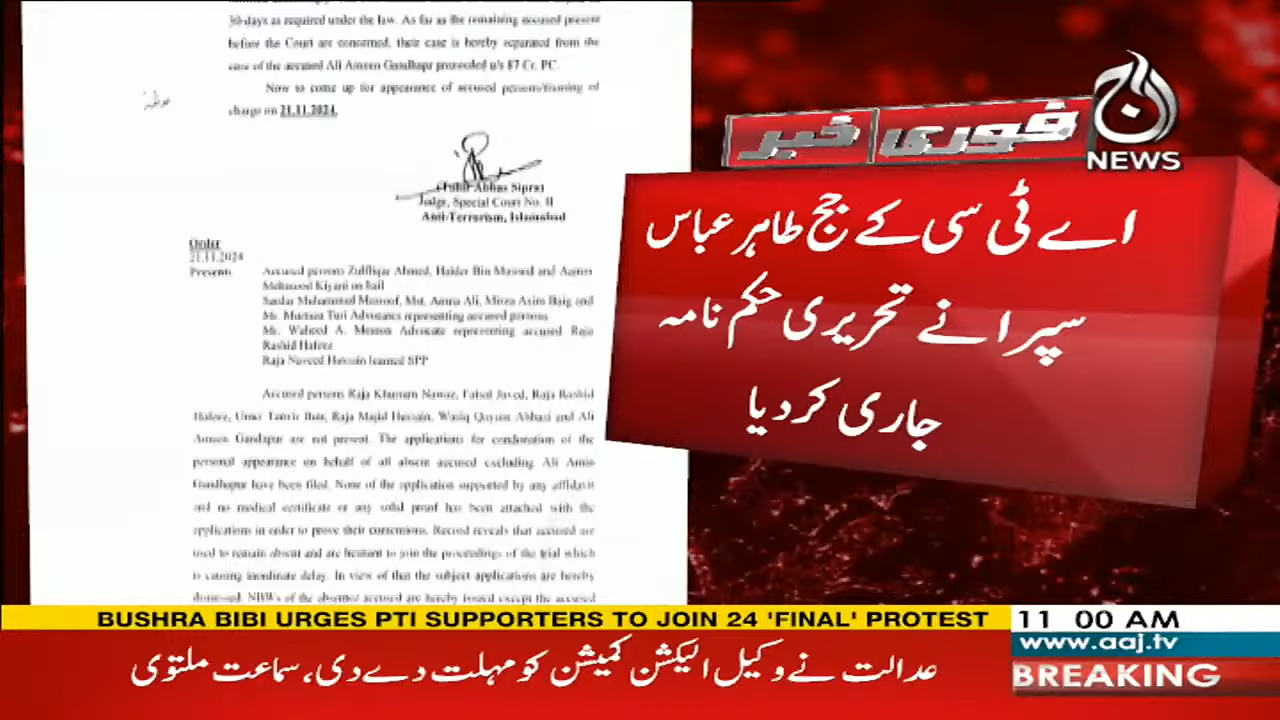 30-days as required under the law. As far as the remaining accused present
before the Court are concerned, their case is hereby separated from the
case of the accused Ali Ameen Gandhapur proceeded u/s 87 Cr. PC.
Now to come up for appearance of accused persons/framing of
charge on 21.11.2024.
Abbas Sipra)
Judge, Special Court No. II
Anti-Terrorism, Islamabad
Order
21.11.2024
Present: Accused persons Zulfiqar Ahmed, Haider Bin Masood and Aamer
Mehmood Kiyani on bail
Sardar Muhammad Masroof, Mst. Amna Ali, Mirza Asim Baig and
Mr. Murtaza Turi Advocates representing accused persons
Mr. Waheed A. Memon Advocate representing accused Raja
Rashid Hafeez
Raja Naveed Hussain learned SPP
Accused persons Raja Khurram Nawaz, Faisal Javed, Raja Rashid
Hafeez, Umer Tanvir Butt, Raja Majid Hussain, Wasiq Qayum Abbasi and Ali
Ameen Gandapur are not present. The applications for condonation of the
personal appearance on behalf of all absent accused excluding Ali Amin
Gandhapur have been filed. None of the application supported by any affidavit
and no medical certificate or any solid proof has been attached with the
applications in order to prove their contentions. Record reveals that accused are
used to remain absent and are hesitant to join the proceedings of the trial which
is causing inordinate delay. In view of that the subject applications are hereby
dismissed. NBWs of the absentee accused are hereby issued except the accused
فوری خبر
آج
NEWS
اے ٹی سی کے جج طاہر عباس
سپرا نے تحریری حکم نامہ
جاری کردیا
BUSHRA BIBI URGES PTI SUPPORTERS TO JOIN 24 'FINAL' PROTEST
11 00 AM
www.aaj.tv
عدالت نے وکیل الیکشن کمیشن کو مہلت دے دی، سماعت ملتوی
BREAKING